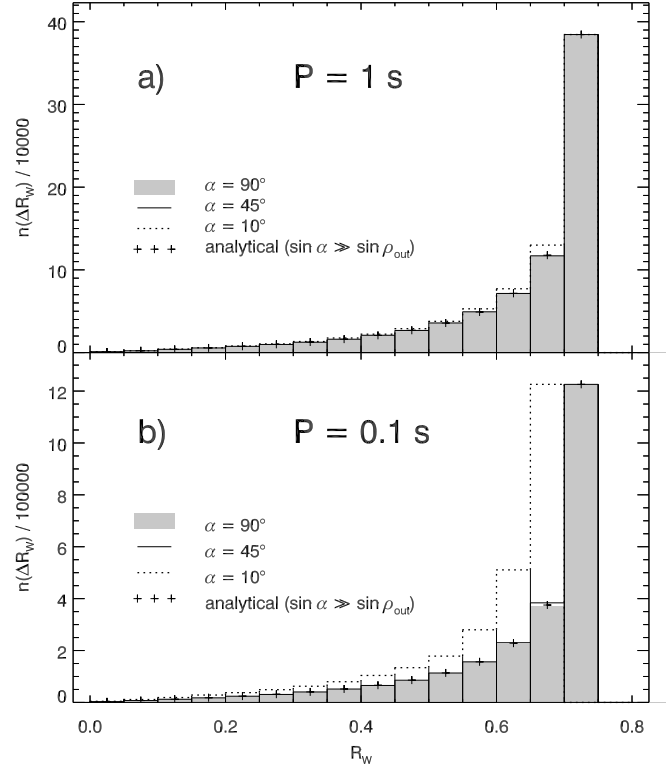 40
a) P = 1 s
30
n(ΔR_w) / 10000
α = 90°
20
α = 45°
α = 10°
+ + + analytical (sin α ≫ sin ρ_out)
10
0
12
b) P = 0.1 s
10
8
n(ΔR_w) / 100000
α = 90°
6
α = 45°
α = 10°
4
+ + + analytical (sin α ≫ sin ρ_out)
2
0
0.0 0.2 0.4 0.6 0.8
R_w